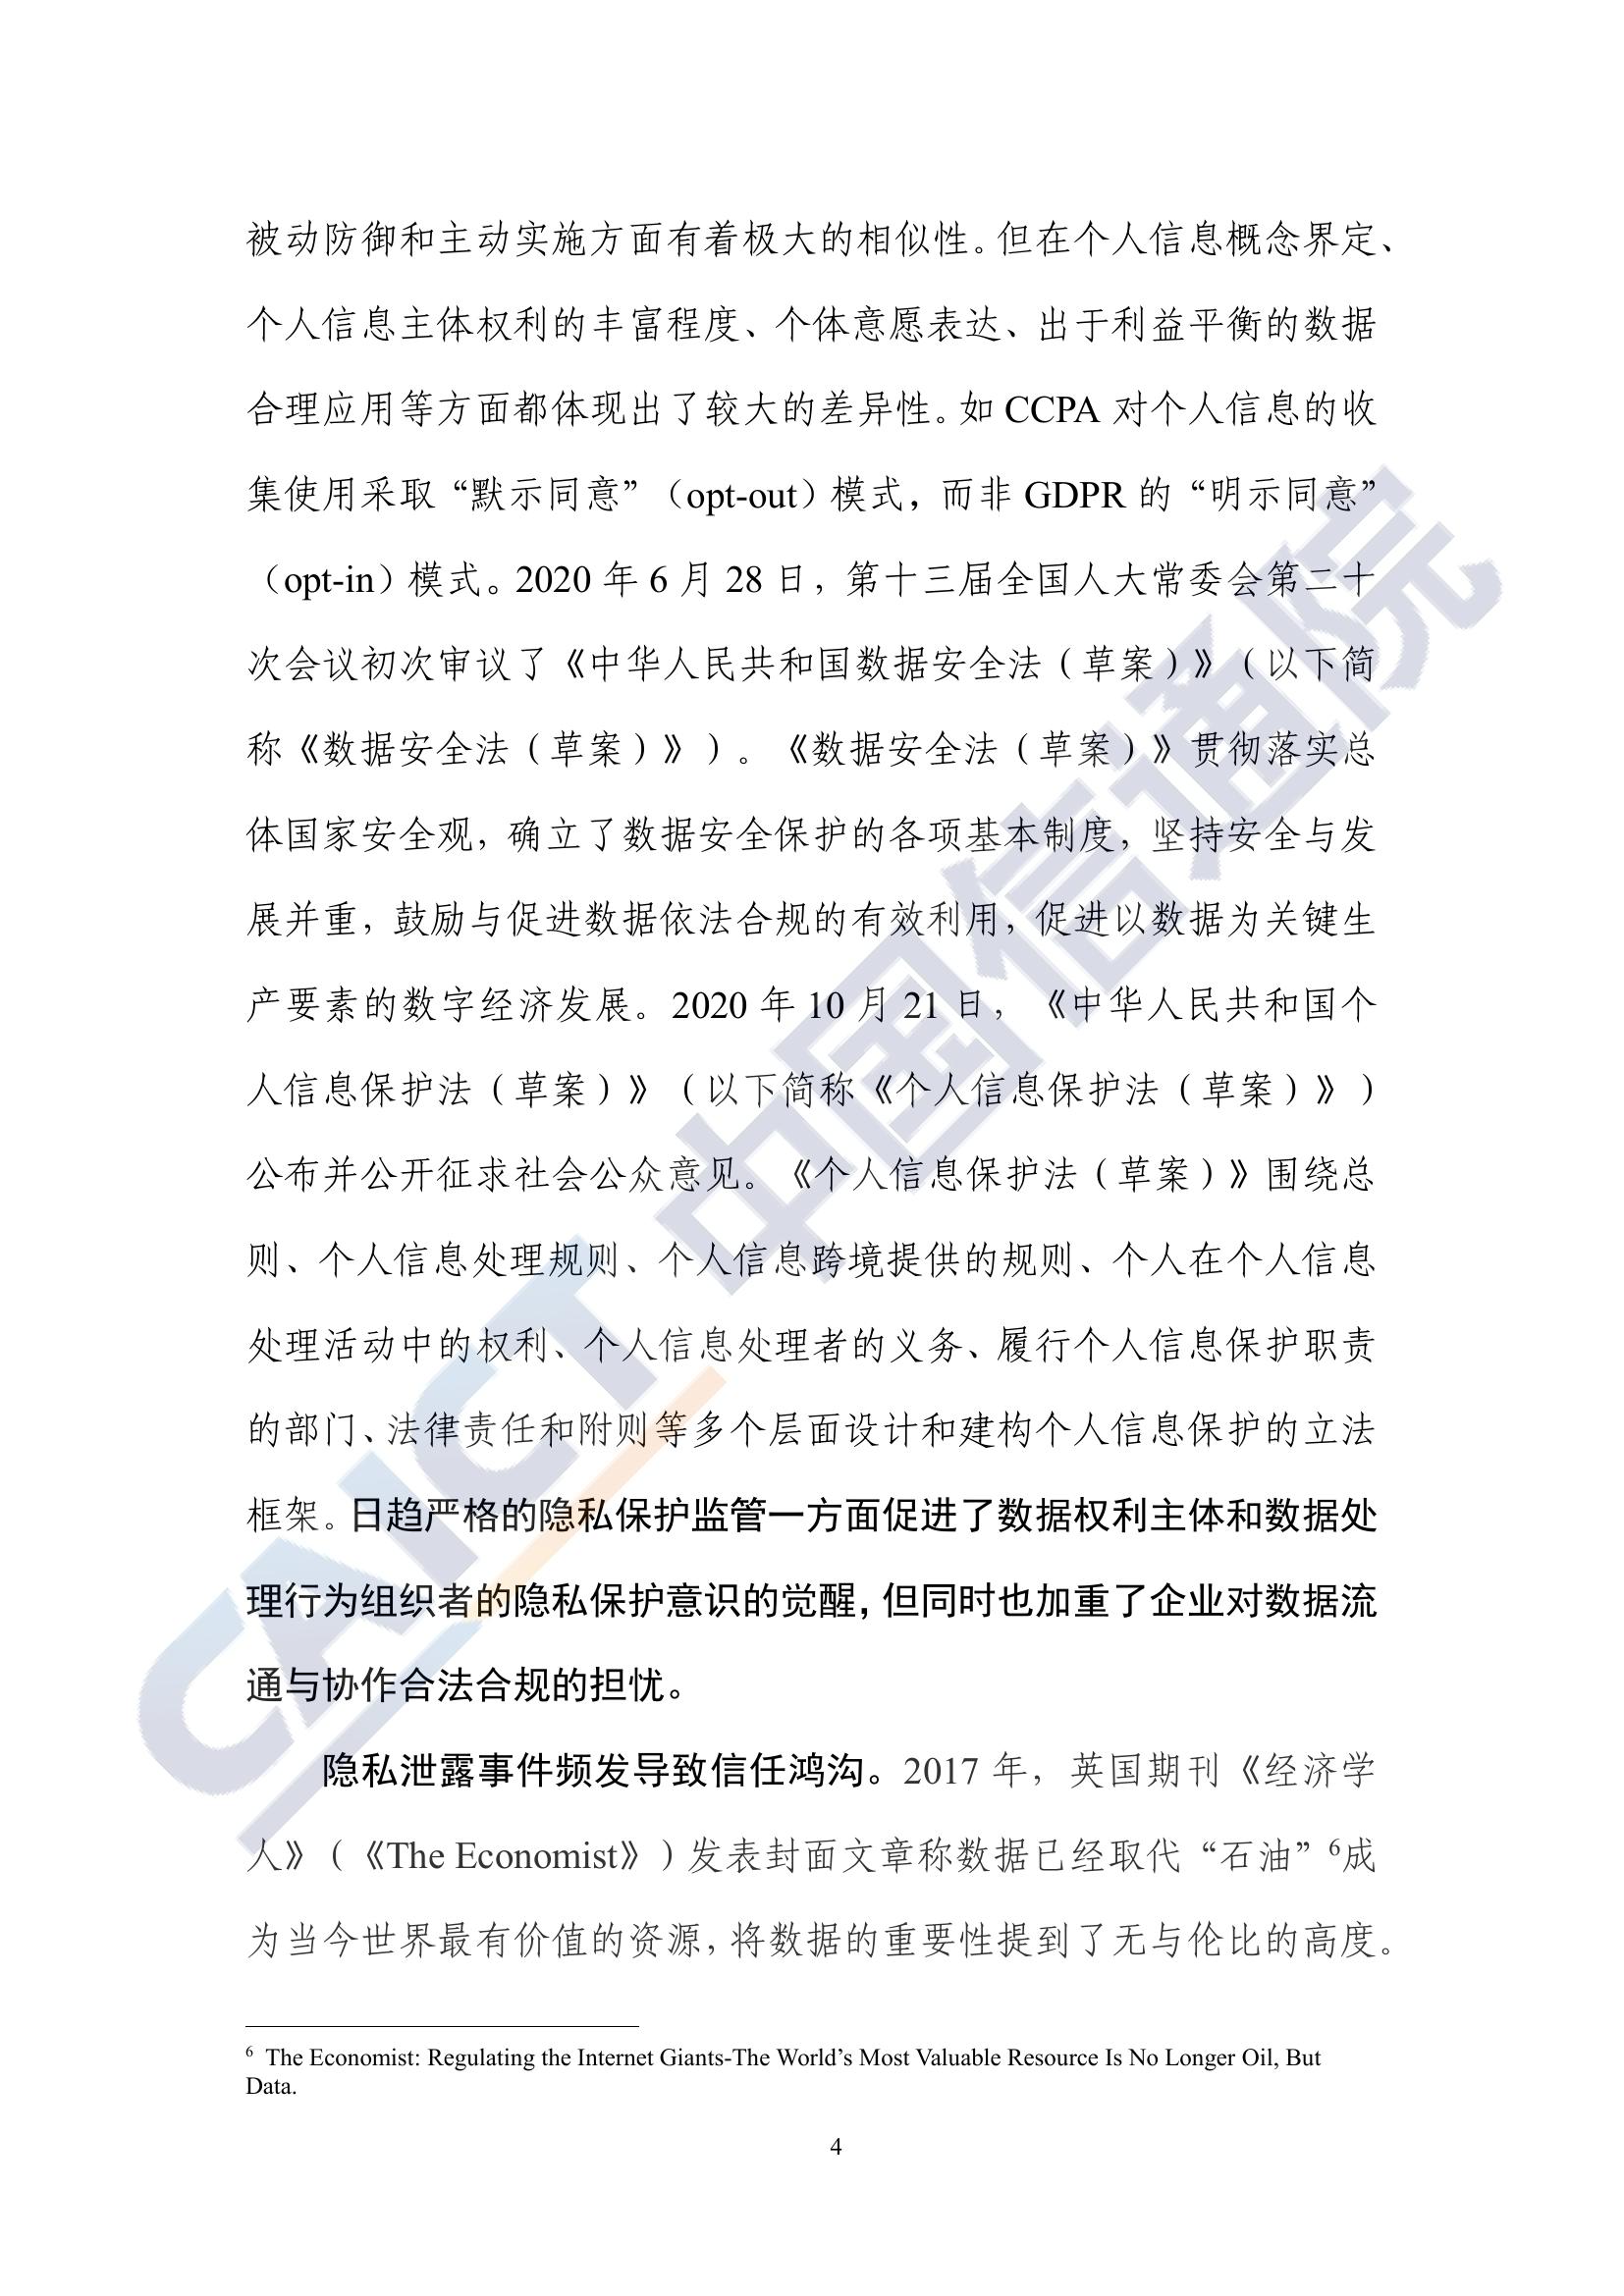 被动防御和主动实施方面有着极大的相似性。但在个人信息概念界定、
个人信息主体权利的丰富程度、个体意愿表达、出于利益平衡的数据
合理应用等方面都体现出了较大的差异性。如 CCPA 对个人信息的收
集使用采取“默示同意”（opt-out）模式，而非 GDPR 的“明示同意”
（opt-in）模式。2020 年 6 月 28 日，第十三届全国人大常委会第二十
次会议初次审议了《中华人民共和国数据安全法（草案）》（以下简
称《数据安全法（草案）》）。《数据安全法（草案）》贯彻落实总
体国家安全观，确立了数据安全保护的各项基本制度，坚持安全与发
展并重，鼓励与促进数据依法合规的有效利用，促进以数据为关键生
产要素的数字经济发展。2020 年 10 月 21 日，《中华人民共和国个
人信息保护法（草案）》（以下简称《个人信息保护法（草案）》）
公布并公开征求社会公众意见。《个人信息保护法（草案）》围绕总
则、个人信息处理规则、个人信息跨境提供的规则、个人在个人信息
处理活动中的权利、个人信息处理者的义务、履行个人信息保护职责
的部门、法律责任和附则等多个层面设计和建构个人信息保护的立法
框架。日趋严格的隐私保护监管一方面促进了数据权利主体和数据处
理行为组织者的隐私保护意识的觉醒，但同时也加重了企业对数据流
通与协作合法合规的担忧。
隐私泄露事件频发导致信任鸿沟。2017 年，英国期刊《经济学
人》（《The Economist》）发表封面文章称数据已经取代“石油”6成
为当今世界最有价值的资源，将数据的重要性提到了无与伦比的高度。
6 The Economist: Regulating the Internet Giants-The World’s Most Valuable Resource Is No Longer Oil, But
Data.
4
CAICT 中国信通院